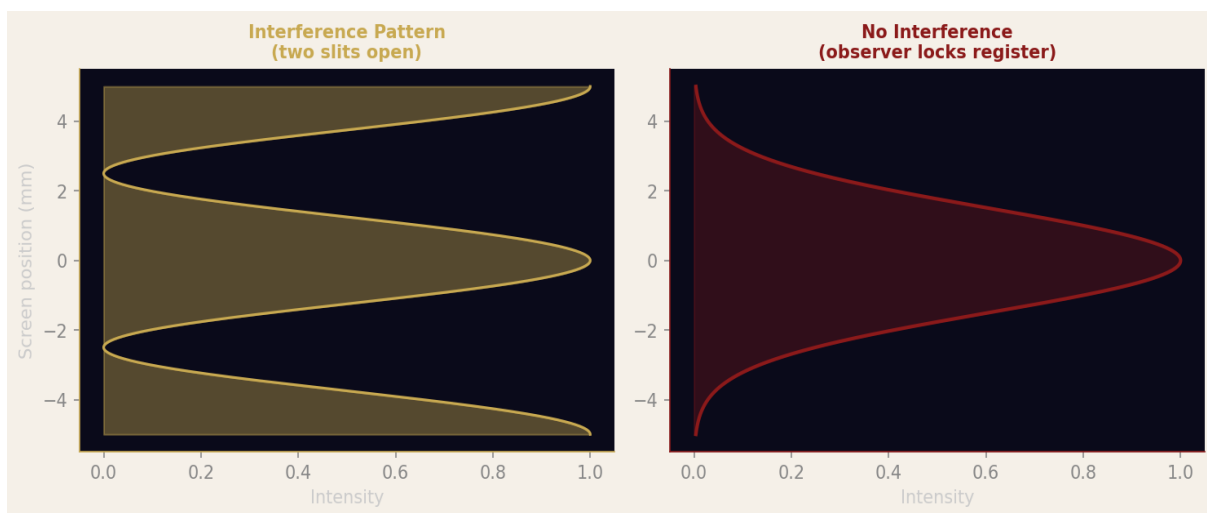 Interference Pattern
(two slits open)
No Interference
(observer locks register)
Screen position (mm)
4
2
0
−2
−4
0.0 0.2 0.4 0.6 0.8 1.0
Intensity
4
2
0
−2
−4
0.0 0.2 0.4 0.6 0.8 1.0
Intensity